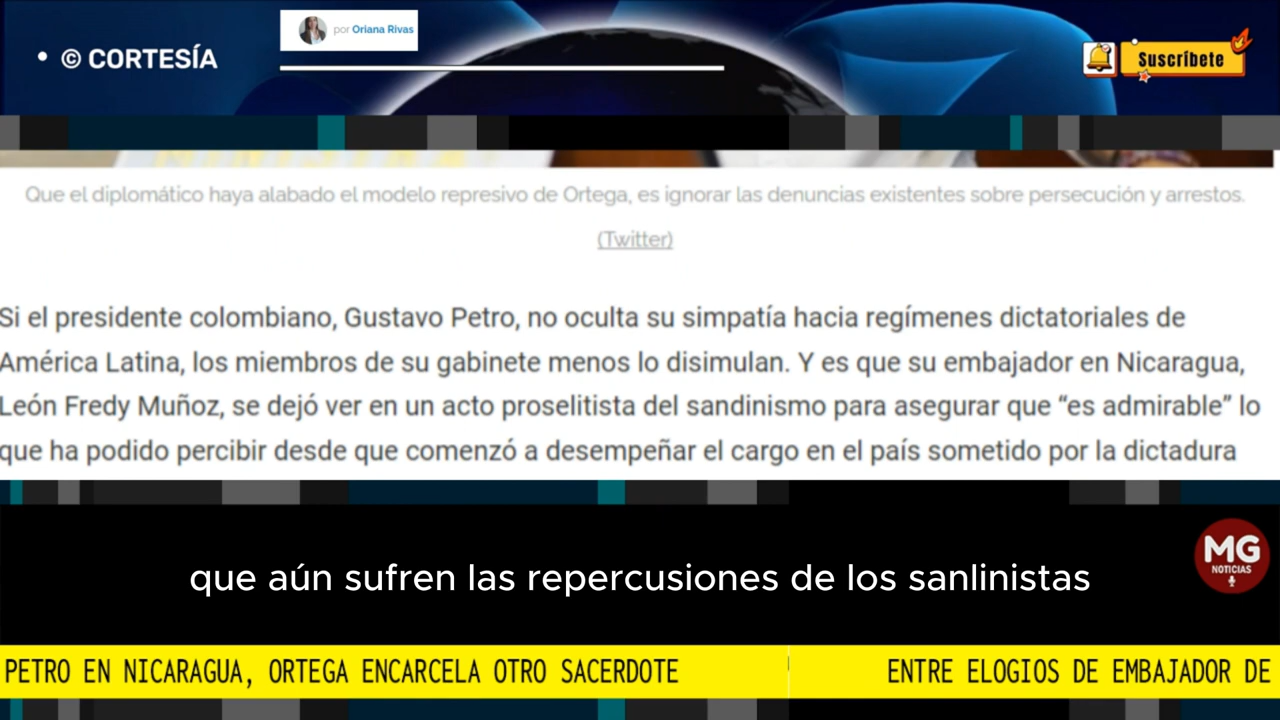 • © CORTESÍA
por Oriana Rivas
Suscríbete
Que el diplomático haya alabado el modelo represivo de Ortega, es ignorar las denuncias existentes sobre persecución y arrestos.
(Twitter)
Si el presidente colombiano, Gustavo Petro, no oculta su simpatía hacia regímenes dictatoriales de
América Latina, los miembros de su gabinete menos lo disimulan. Y es que su embajador en Nicaragua,
León Fredy Muñoz, se dejó ver en un acto proselitista del sandinismo para asegurar que “es admirable” lo
que ha podido percibir desde que comenzó a desempeñar el cargo en el país sometido por la dictadura
MG
NOTICIAS
que aún sufren las repercusiones de los sanlinistas
PETRO EN NICARAGUA, ORTEGA ENCARCELA OTRO SACERDOTE
ENTRE ELOGIOS DE EMBAJADOR DE